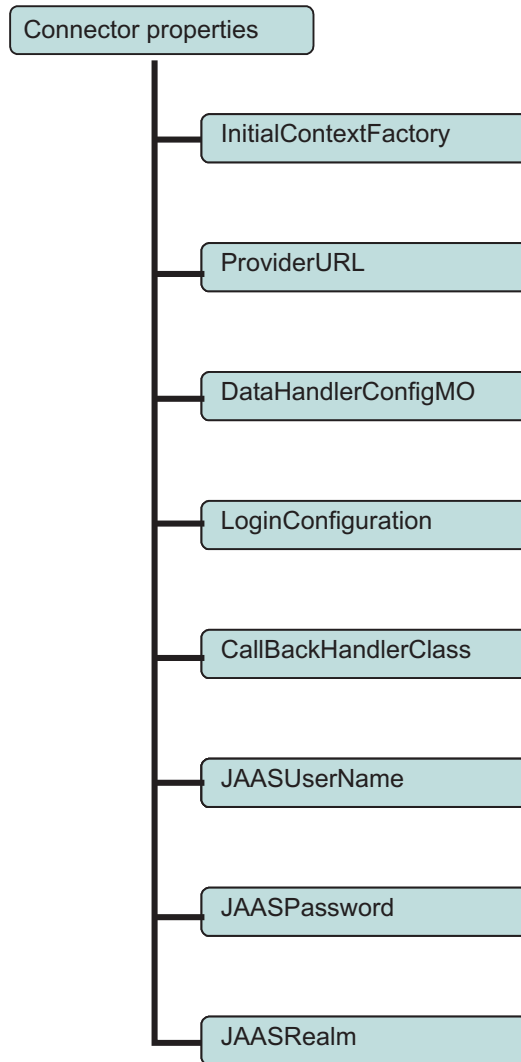 Connector properties
InitialContextFactory
ProviderURL
DataHandlerConfigMO
LoginConfiguration
CallBackHandlerClass
JAASUserName
JAASPassword
JAASRealm